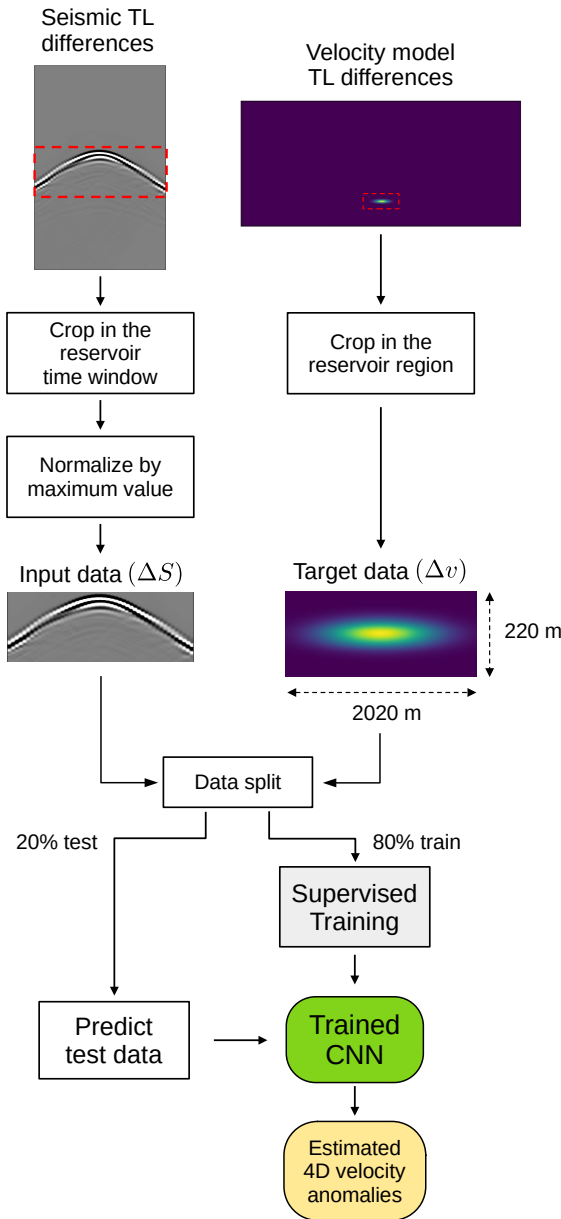 Seismic TL
differences
Velocity model
TL differences
Crop in the
reservoir
time window
Crop in the
reservoir region
Normalize by
maximum value
Input data (ΔS)
Target data (Δv)
220 m
2020 m
Data split
20% test
80% train
Supervised
Training
Predict
test data
Trained
CNN
Estimated
4D velocity
anomalies